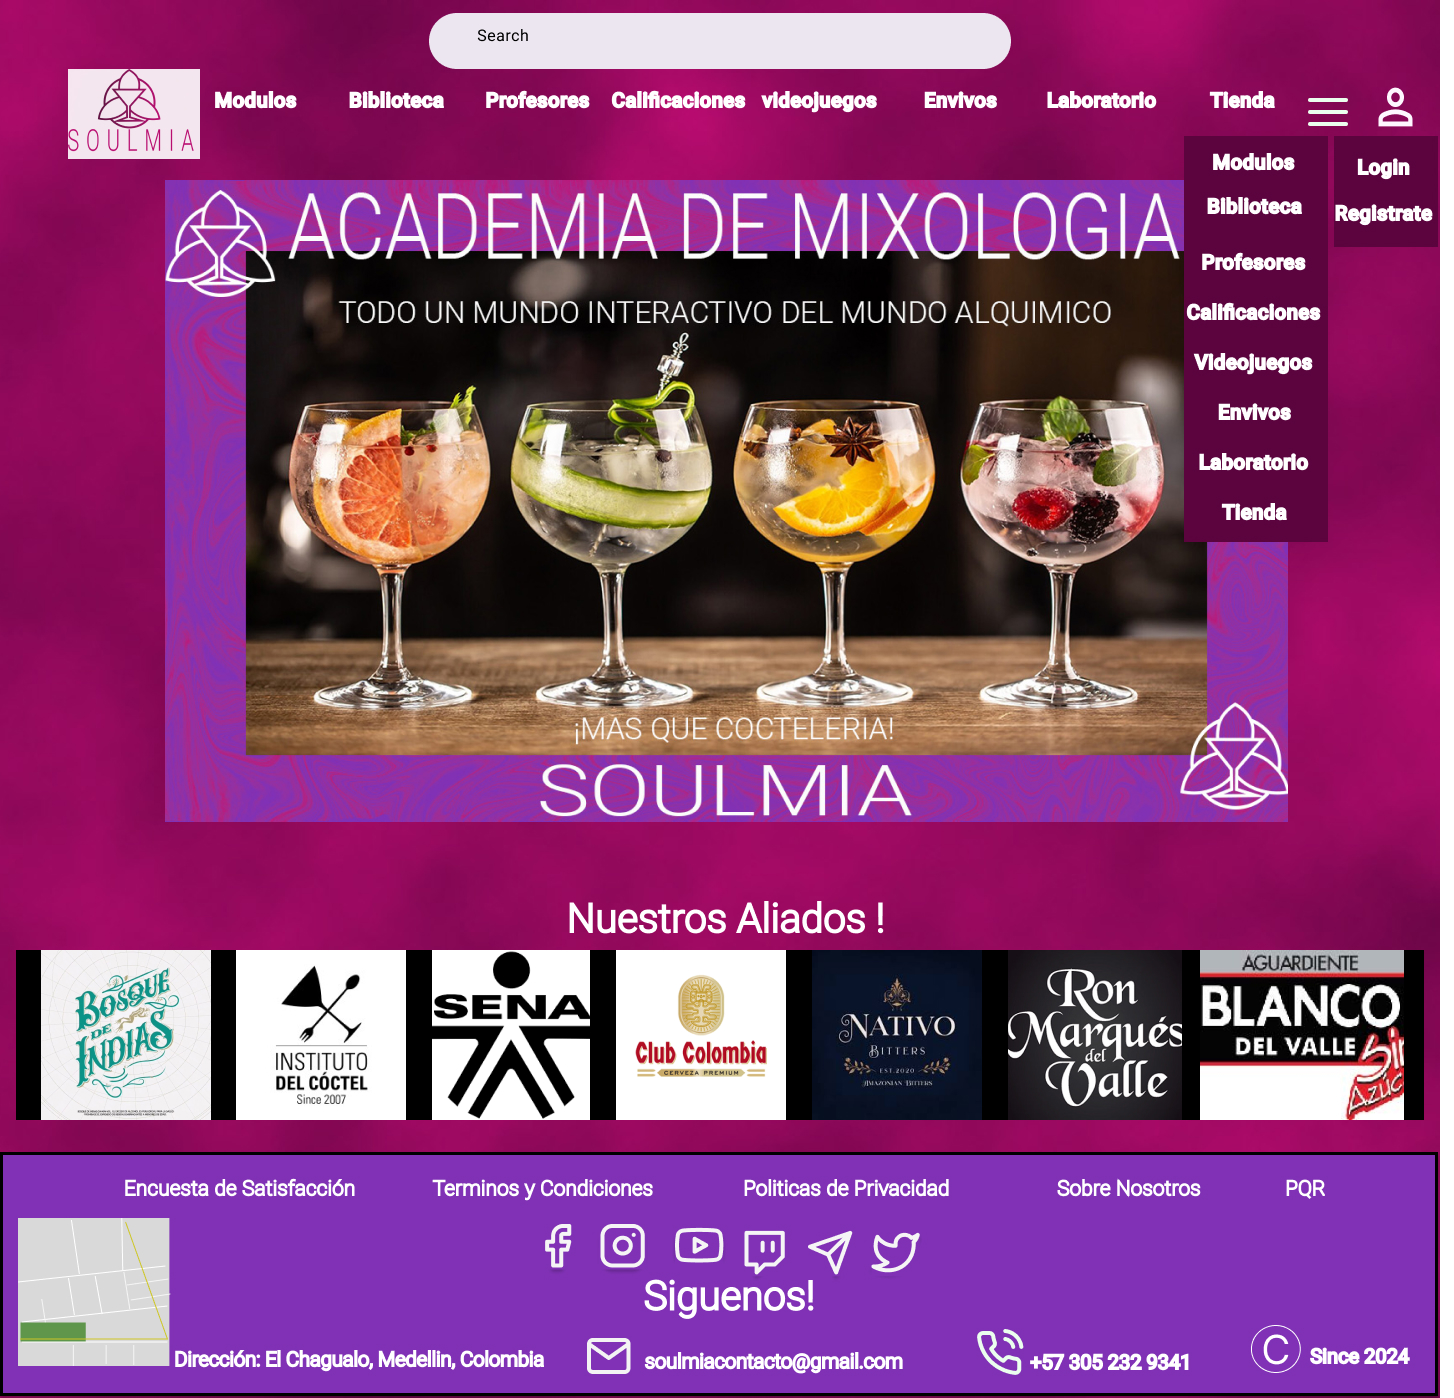 Search
SOULMIA
Modulos Biblioteca Profesores Calificaciones videojuegos Envivos Laboratorio Tienda
Modulos
Biblioteca
Profesores
Calificaciones
Videojuegos
Envivos
Laboratorio
Tienda
Login
Registrate
ACADEMIA DE MIXOLOGIA
TODO UN MUNDO INTERACTIVO DEL MUNDO ALQUIMICO
¡MAS QUE COCTELERIA!
SOULMIA
Nuestros Aliados !
BOSQUE
DE
INDIAS
INSTITUTO
DEL CÓCTEL
Since 2007
SENA
Club Colombia
CERVEZA PREMIUM
NATIVO
BITTERS
EST. 2020
AMAZONIAN BITTERS
Ron
Marqués
del
Valle
AGUARDIENTE
BLANCO
DEL VALLE
Sin
Azuc
Encuesta de Satisfacción Terminos y Condiciones Politicas de Privacidad Sobre Nosotros PQR
Siguenos!
Dirección: El Chagualo, Medellin, Colombia soulmiacontacto@gmail.com +57 305 232 9341 C Since 2024